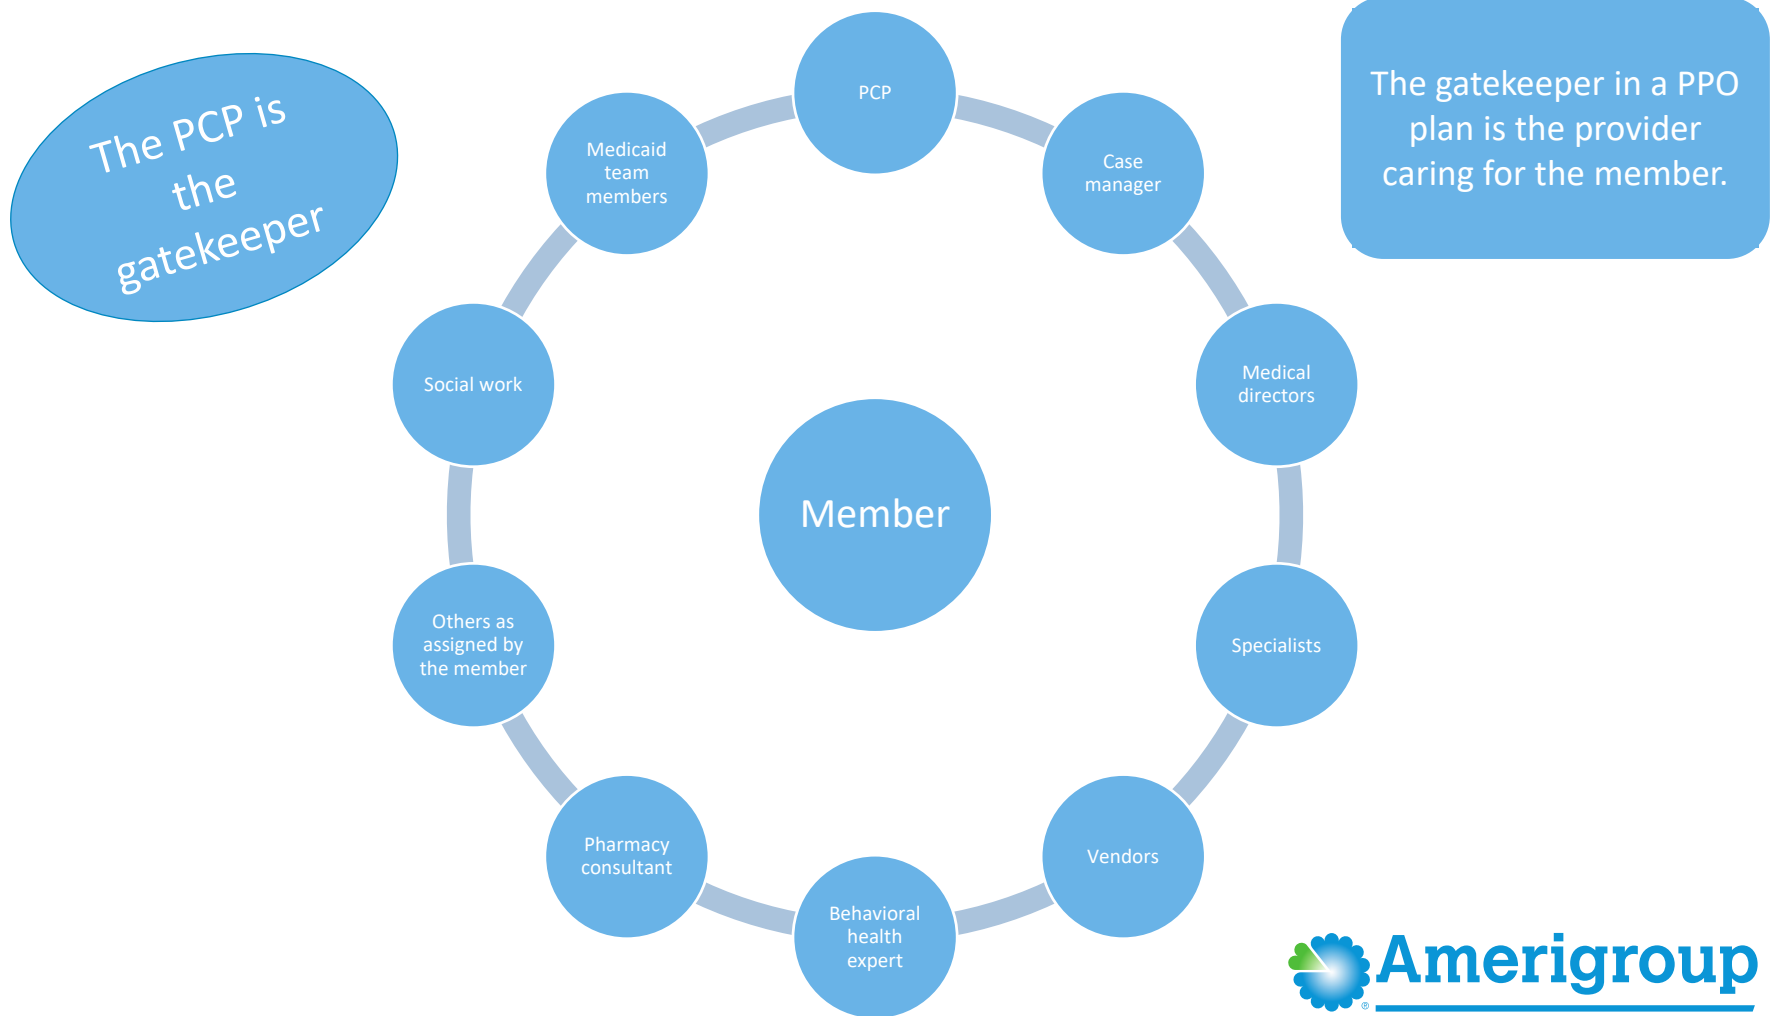 The PCP is
the
gatekeeper
PCP
The gatekeeper in a PPO
plan is the provider
caring for the member.
Medicaid
team
members
Case
manager
Social work
Medical
directors
Member
Others as
assigned by
the member
Specialists
Pharmacy
consultant
Vendors
Behavioral
health
expert
Amerigroup
®